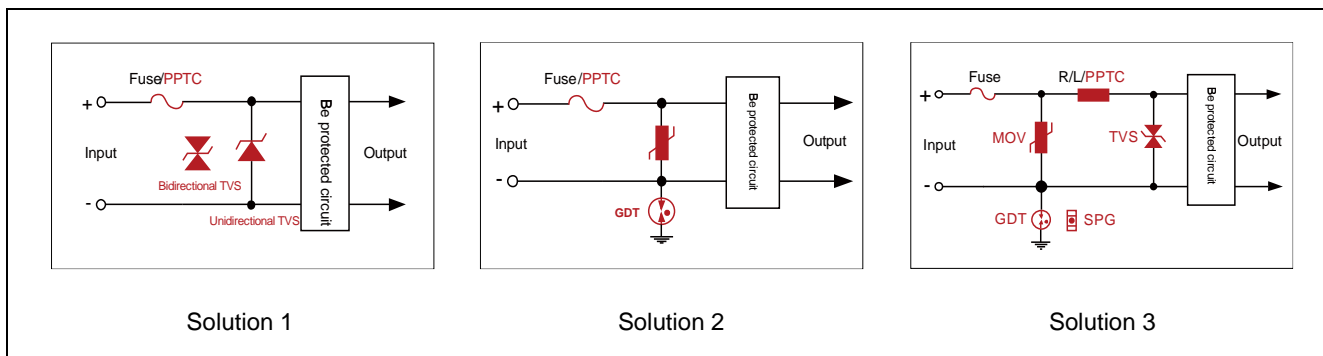 Fuse/PPTC
+
Input
-
Bidirectional TVS
Unidirectional TVS
Be protected circuit
Output
Solution 1
Fuse/PPTC
+
Input
-
GDT
Be protected circuit
Output
Solution 2
Fuse
R/L/PPTC
+
Input
MOV
TVS
-
GDT
SPG
Be protected circuit
Output
Solution 3